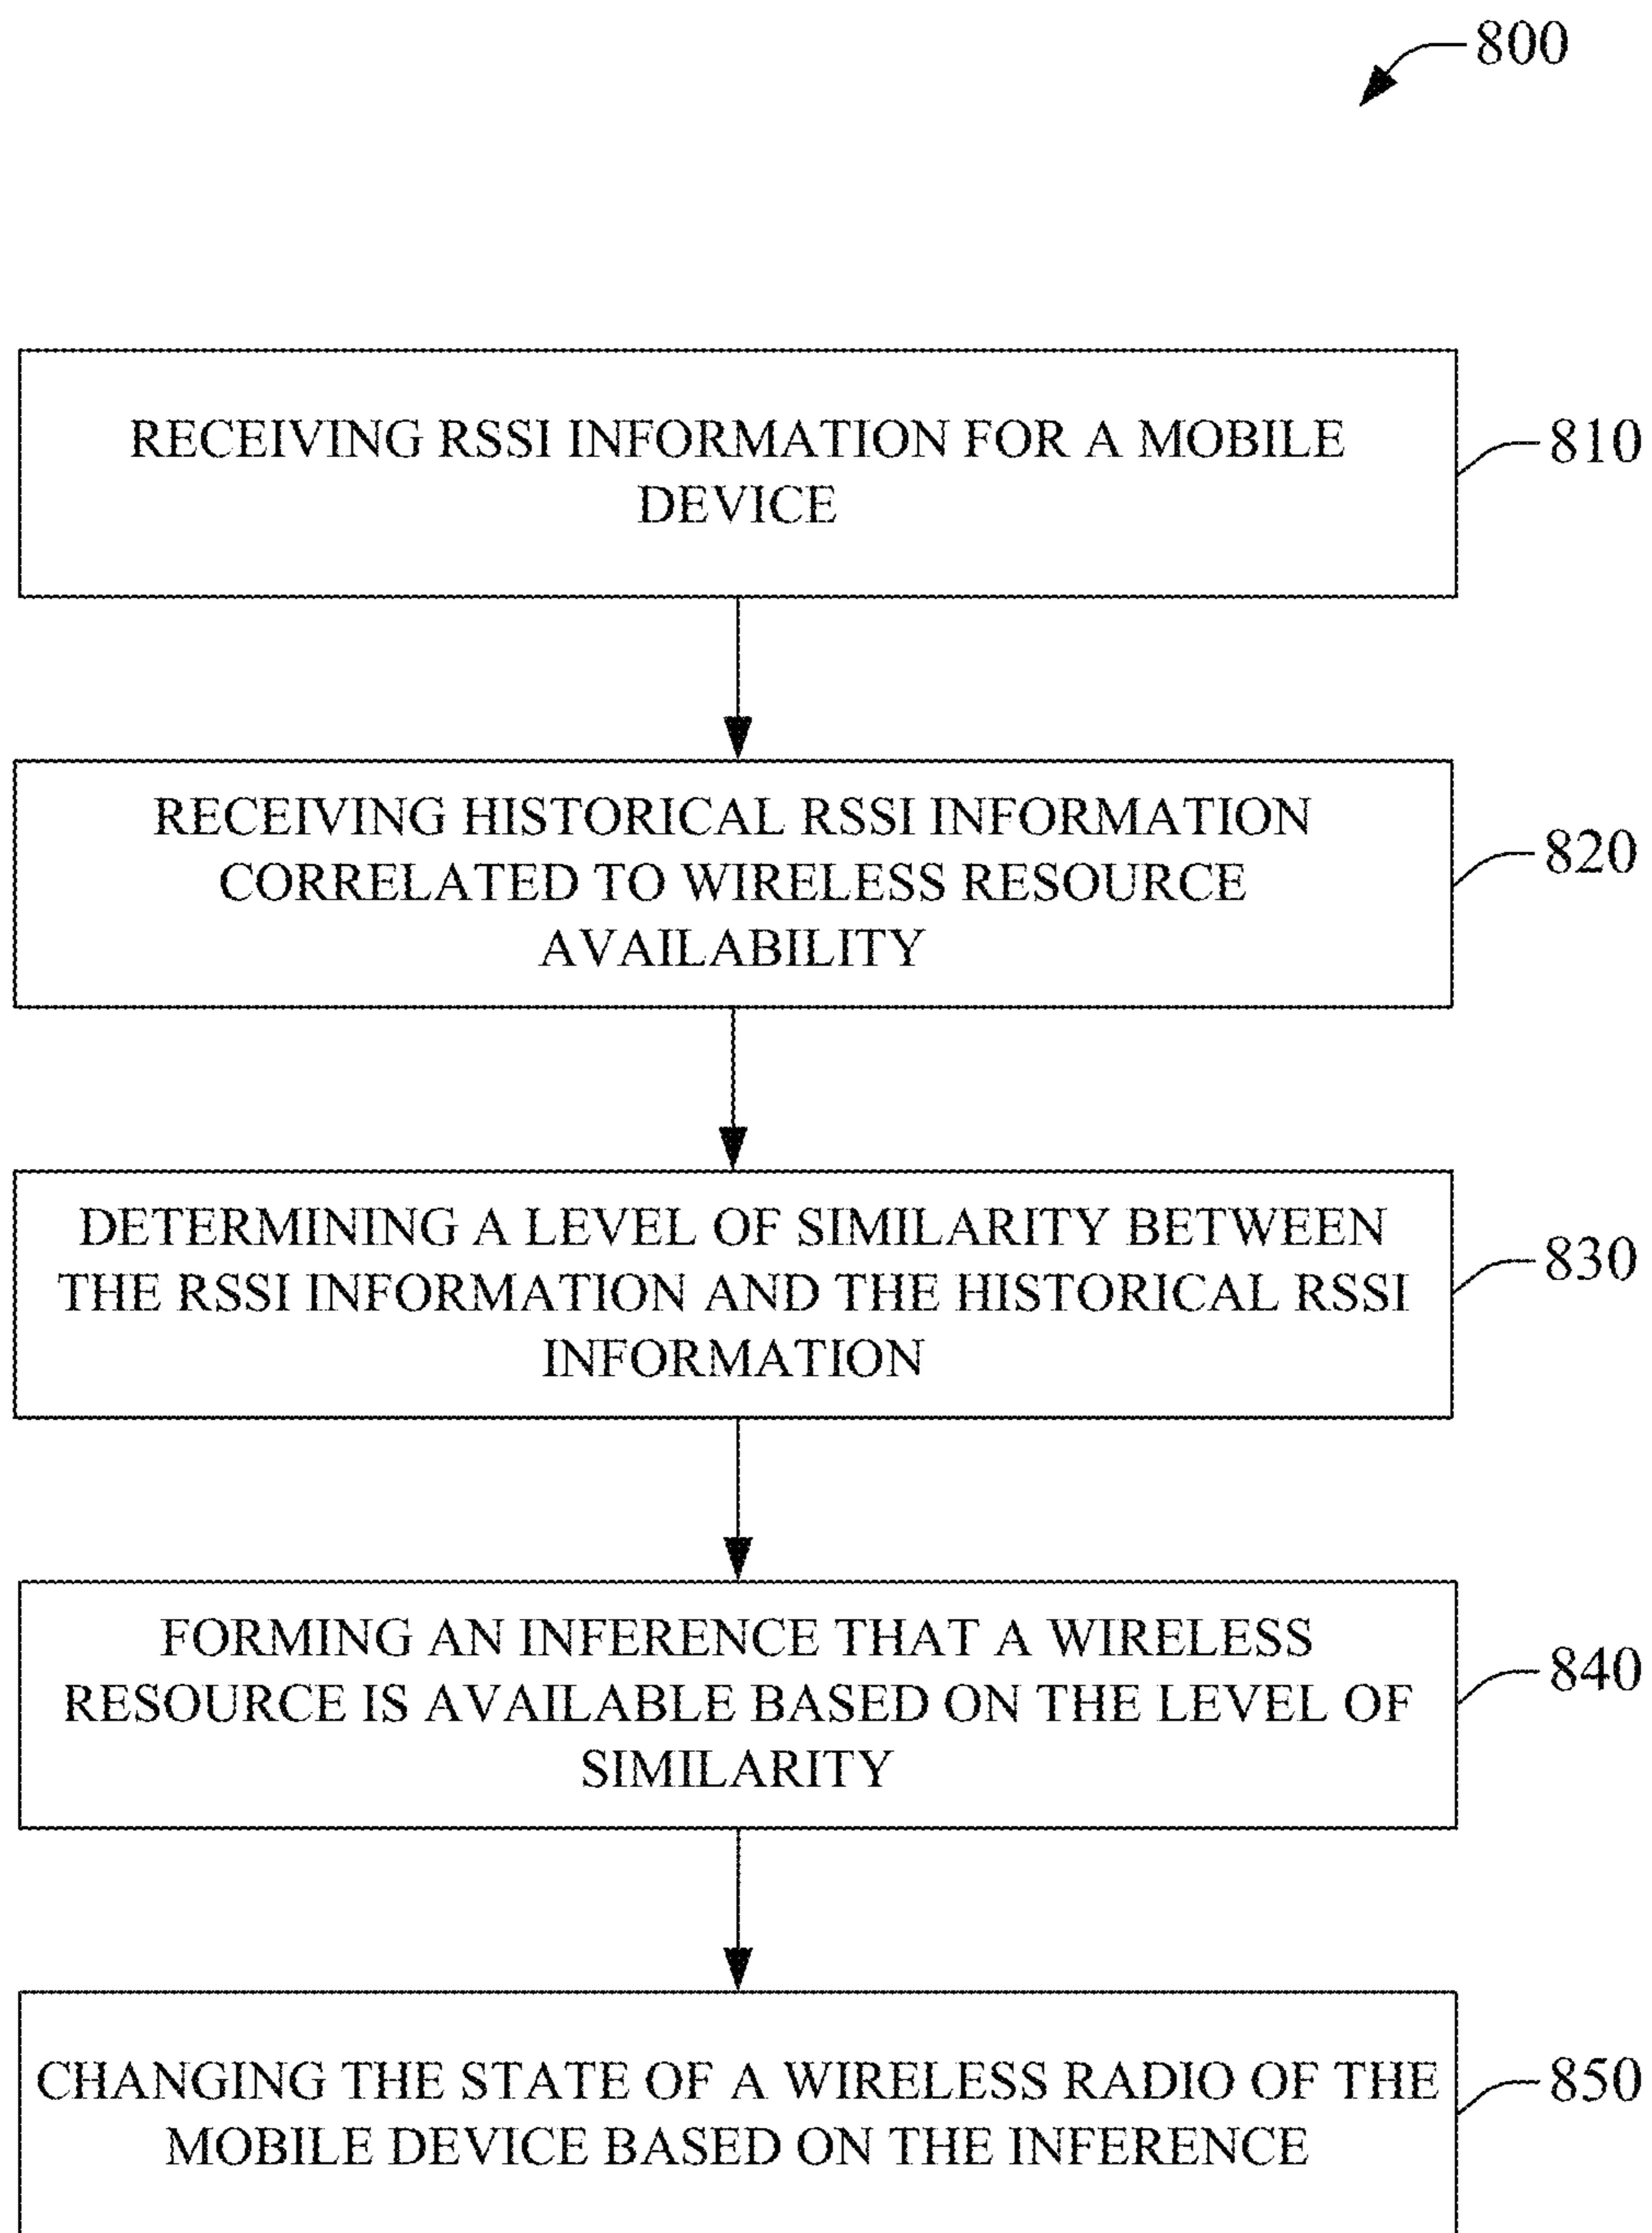 800
RECEIVING RSSI INFORMATION FOR A MOBILE
DEVICE
810
RECEIVING HISTORICAL RSSI INFORMATION
CORRELATED TO WIRELESS RESOURCE
AVAILABILITY
820
DETERMINING A LEVEL OF SIMILARITY BETWEEN
THE RSSI INFORMATION AND THE HISTORICAL RSSI
INFORMATION
830
FORMING AN INFERENCE THAT A WIRELESS
RESOURCE IS AVAILABLE BASED ON THE LEVEL OF
SIMILARITY
840
CHANGING THE STATE OF A WIRELESS RADIO OF THE
MOBILE DEVICE BASED ON THE INFERENCE
850